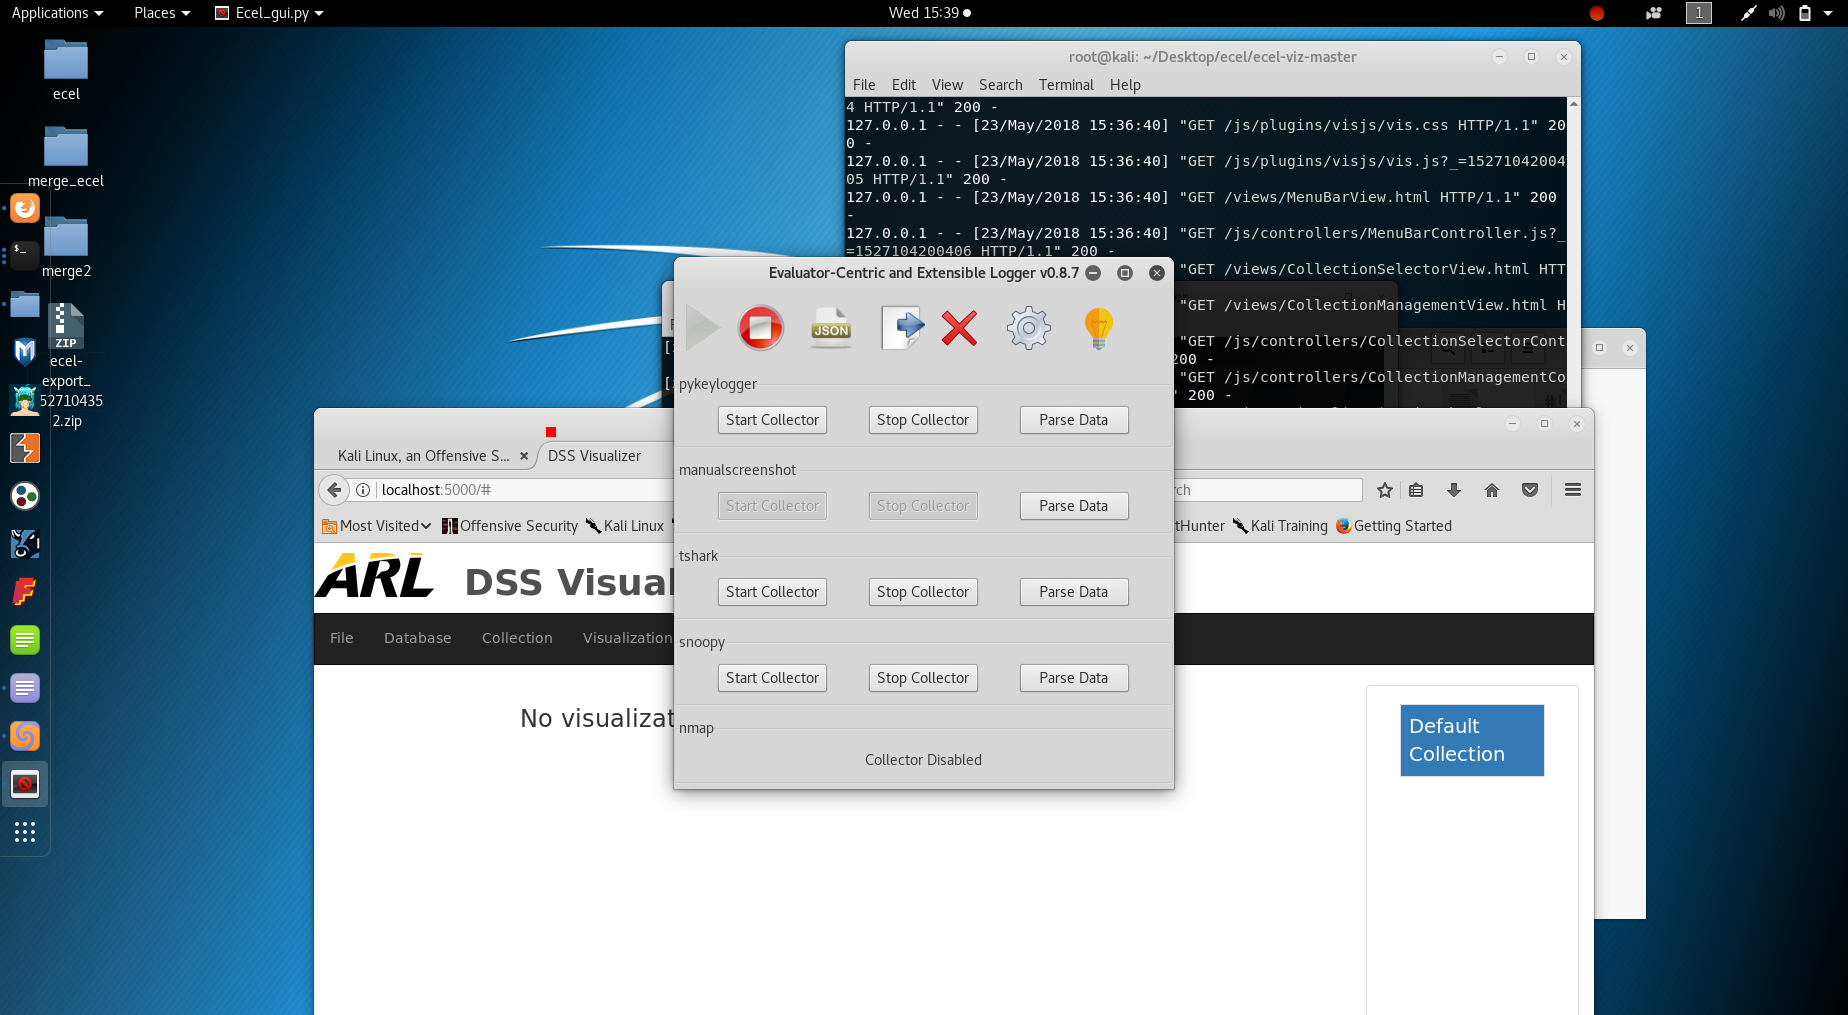 Applications
Places
Ecel_gui.py
Wed 15:39
1
ecel
merge_ecel
merge2
ZIP
ecel-
export_
52710435
2.zip
root@kali: ~/Desktop/ecel/ecel-viz-master
File Edit View Search Terminal Help
4 HTTP/1.1" 200 -
127.0.0.1 - - [23/May/2018 15:36:40] "GET /js/plugins/visjs/vis.css HTTP/1.1" 20
0 -
127.0.0.1 - - [23/May/2018 15:36:40] "GET /js/plugins/visjs/vis.js?_=15271042004
05 HTTP/1.1" 200 -
127.0.0.1 - - [23/May/2018 15:36:40] "GET /views/MenuBarView.html HTTP/1.1" 200
-
127.0.0.1 - - [23/May/2018 15:36:40] "GET /js/controllers/MenuBarController.js?_
=1527104200406 HTTP/1.1" 200 -
"GET /views/CollectionSelectorView.html HTT
"GET /views/CollectionManagementView.html H
"GET /js/controllers/CollectionSelectorCont
200 -
"GET /js/controllers/CollectionManagementCo
" 200 -
Evaluator-Centric and Extensible Logger v0.8.7
JSON
pykeylogger
Start Collector Stop Collector Parse Data
manualscreenshot
Start Collector Stop Collector Parse Data
tshark
Start Collector Stop Collector Parse Data
snoopy
Start Collector Stop Collector Parse Data
nmap
Collector Disabled
Kali Linux, an Offensive S...
DSS Visualizer
localhost:5000/#
rch
Most Visited
Offensive Security
Kali Linux
tHunter
Kali Training
Getting Started
ARL
DSS Visual
File Database Collection Visualization
No visualizat
Default
Collection